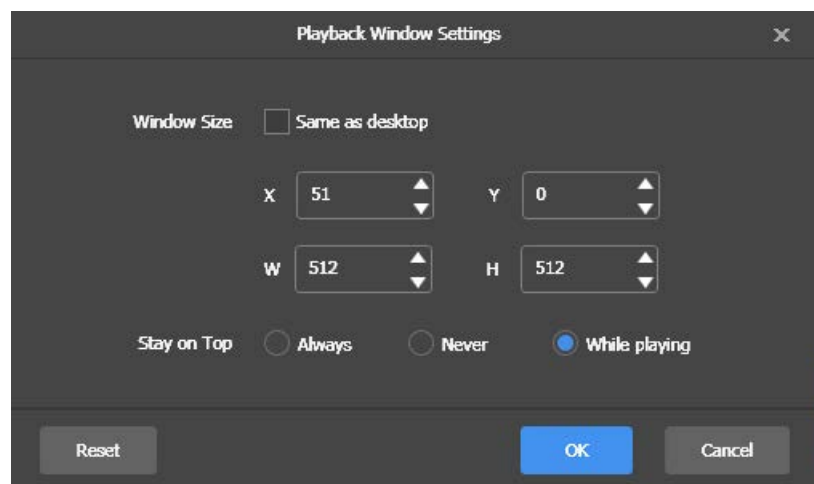 Playback Window Settings
Window Size Same as desktop
X 51 Y 0
W 512 H 512
Stay on Top Always Never While playing
Reset OK Cancel